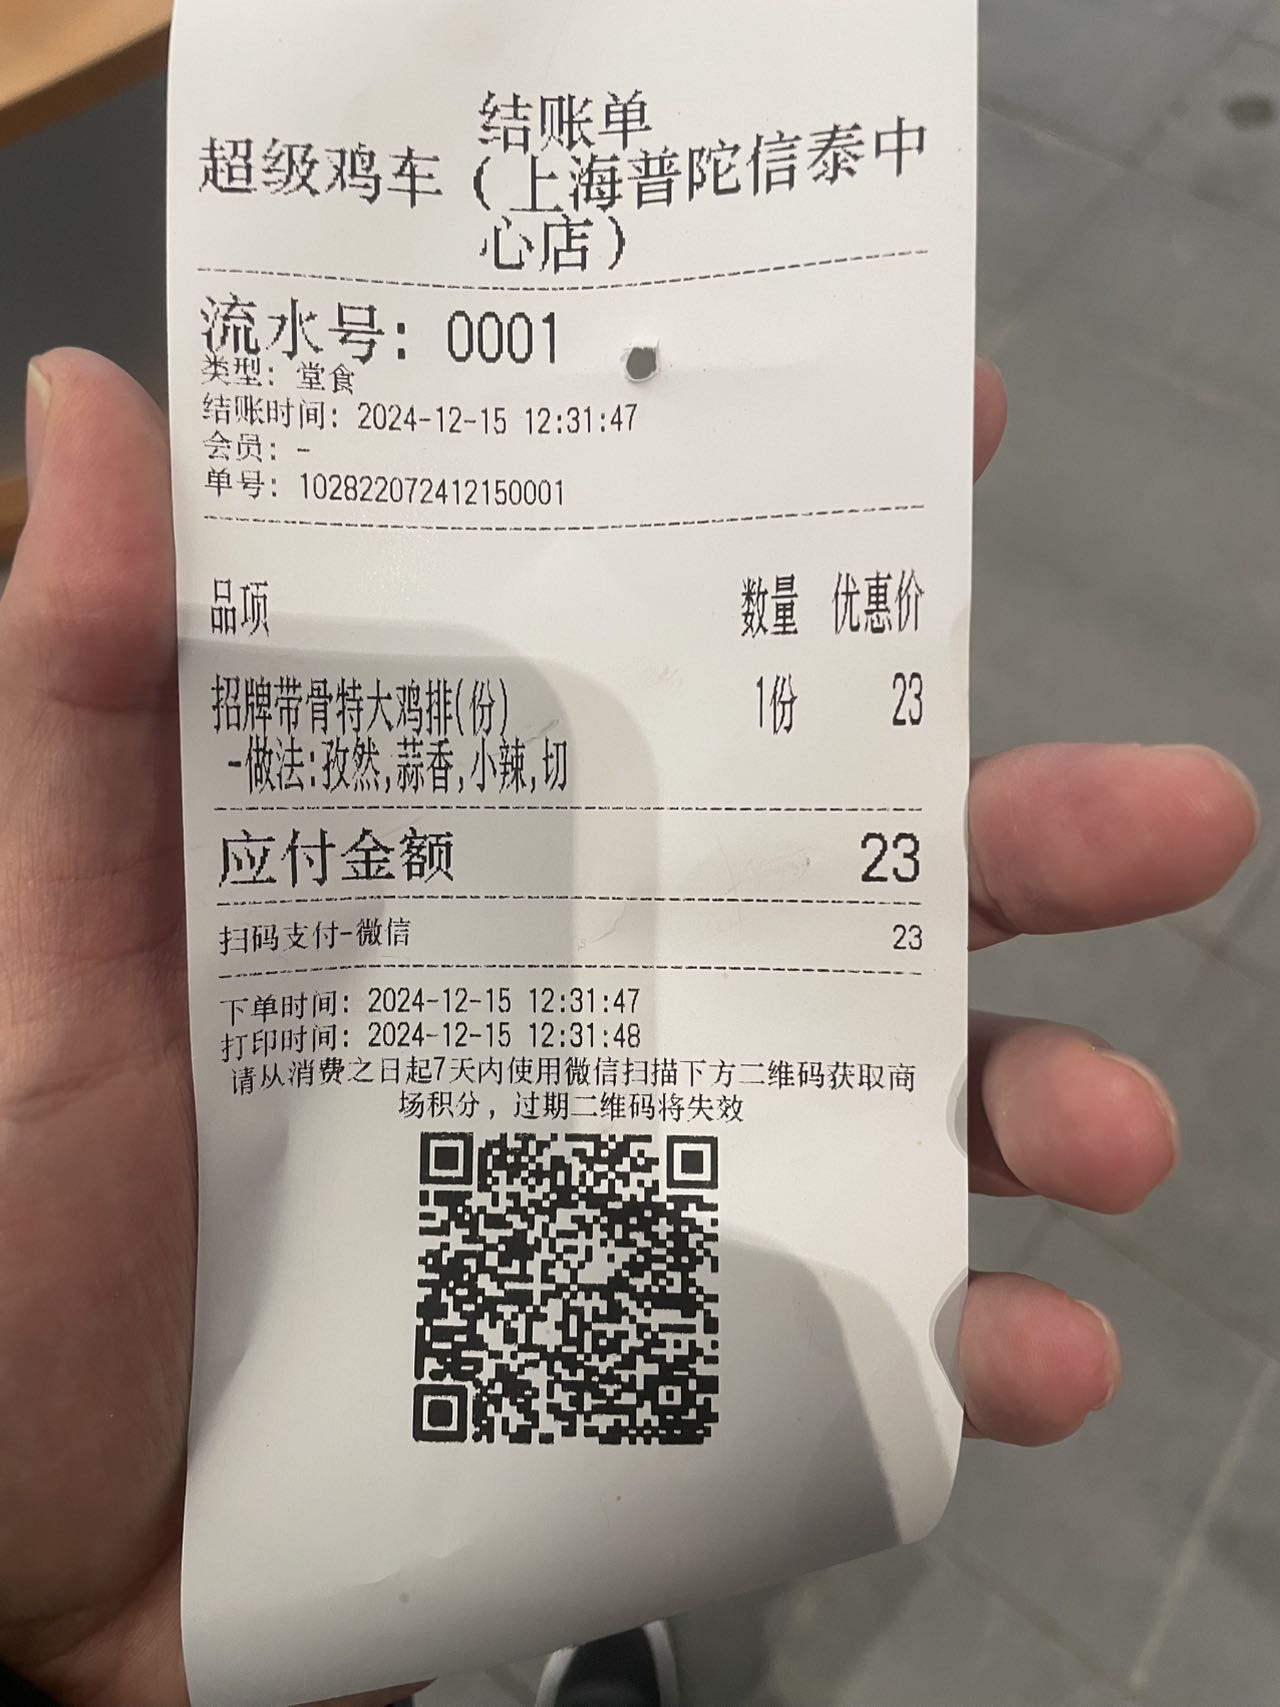 结账单
超级鸡车(上海普陀信泰中
心店)
流水号: 0001
类型: 堂食
结账时间: 2024-12-15 12:31:47
会员: -
单号: 102822072412150001
品项 数量 优惠价
招牌带骨特大鸡排(份) 1份 23
-做法:孜然,蒜香,小辣,切
应付金额 23
扫码支付-微信 23
下单时间: 2024-12-15 12:31:47
打印时间: 2024-12-15 12:31:48
请从消费之日起7天内使用微信扫描下方二维码获取商
场积分，过期二维码将失效